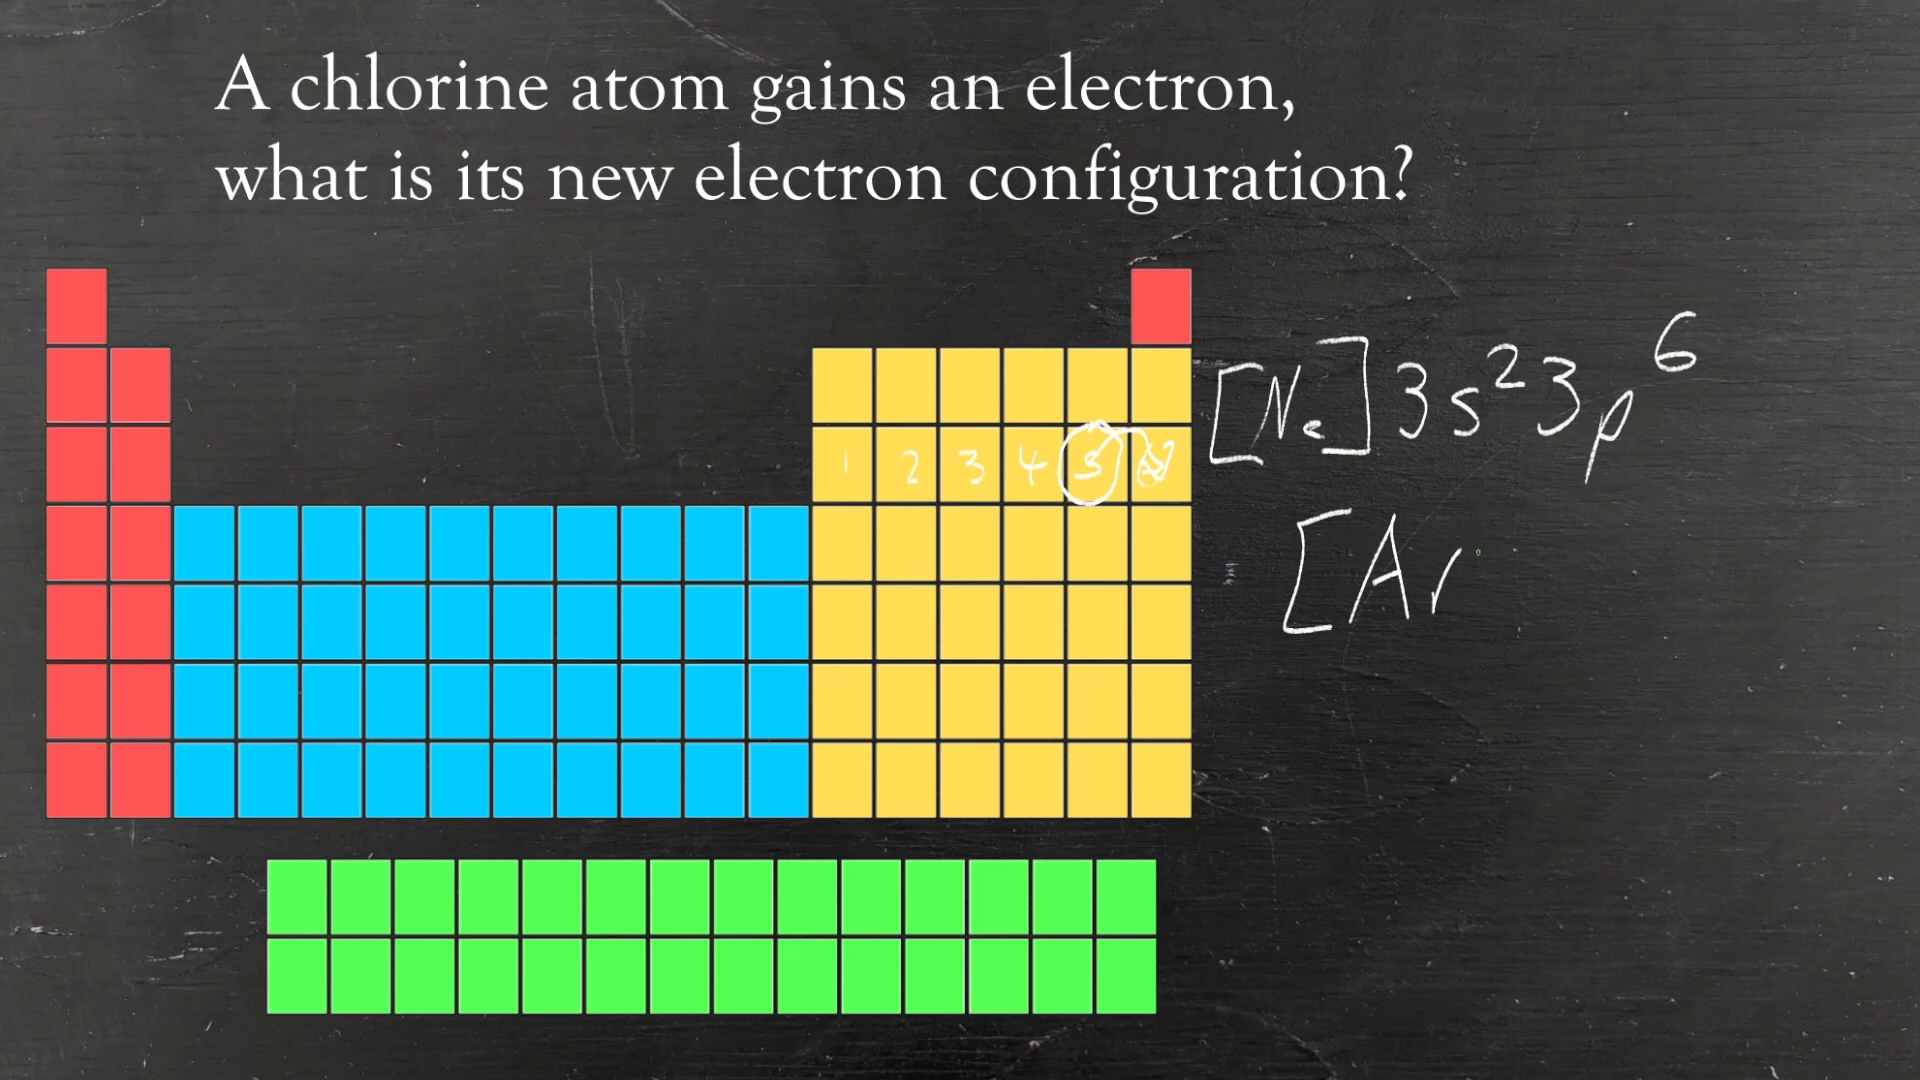 A chlorine atom gains an electron,
what is its new electron configuration?
[Ne] 3s²3p⁶
1 2 3 4 5
[Ar